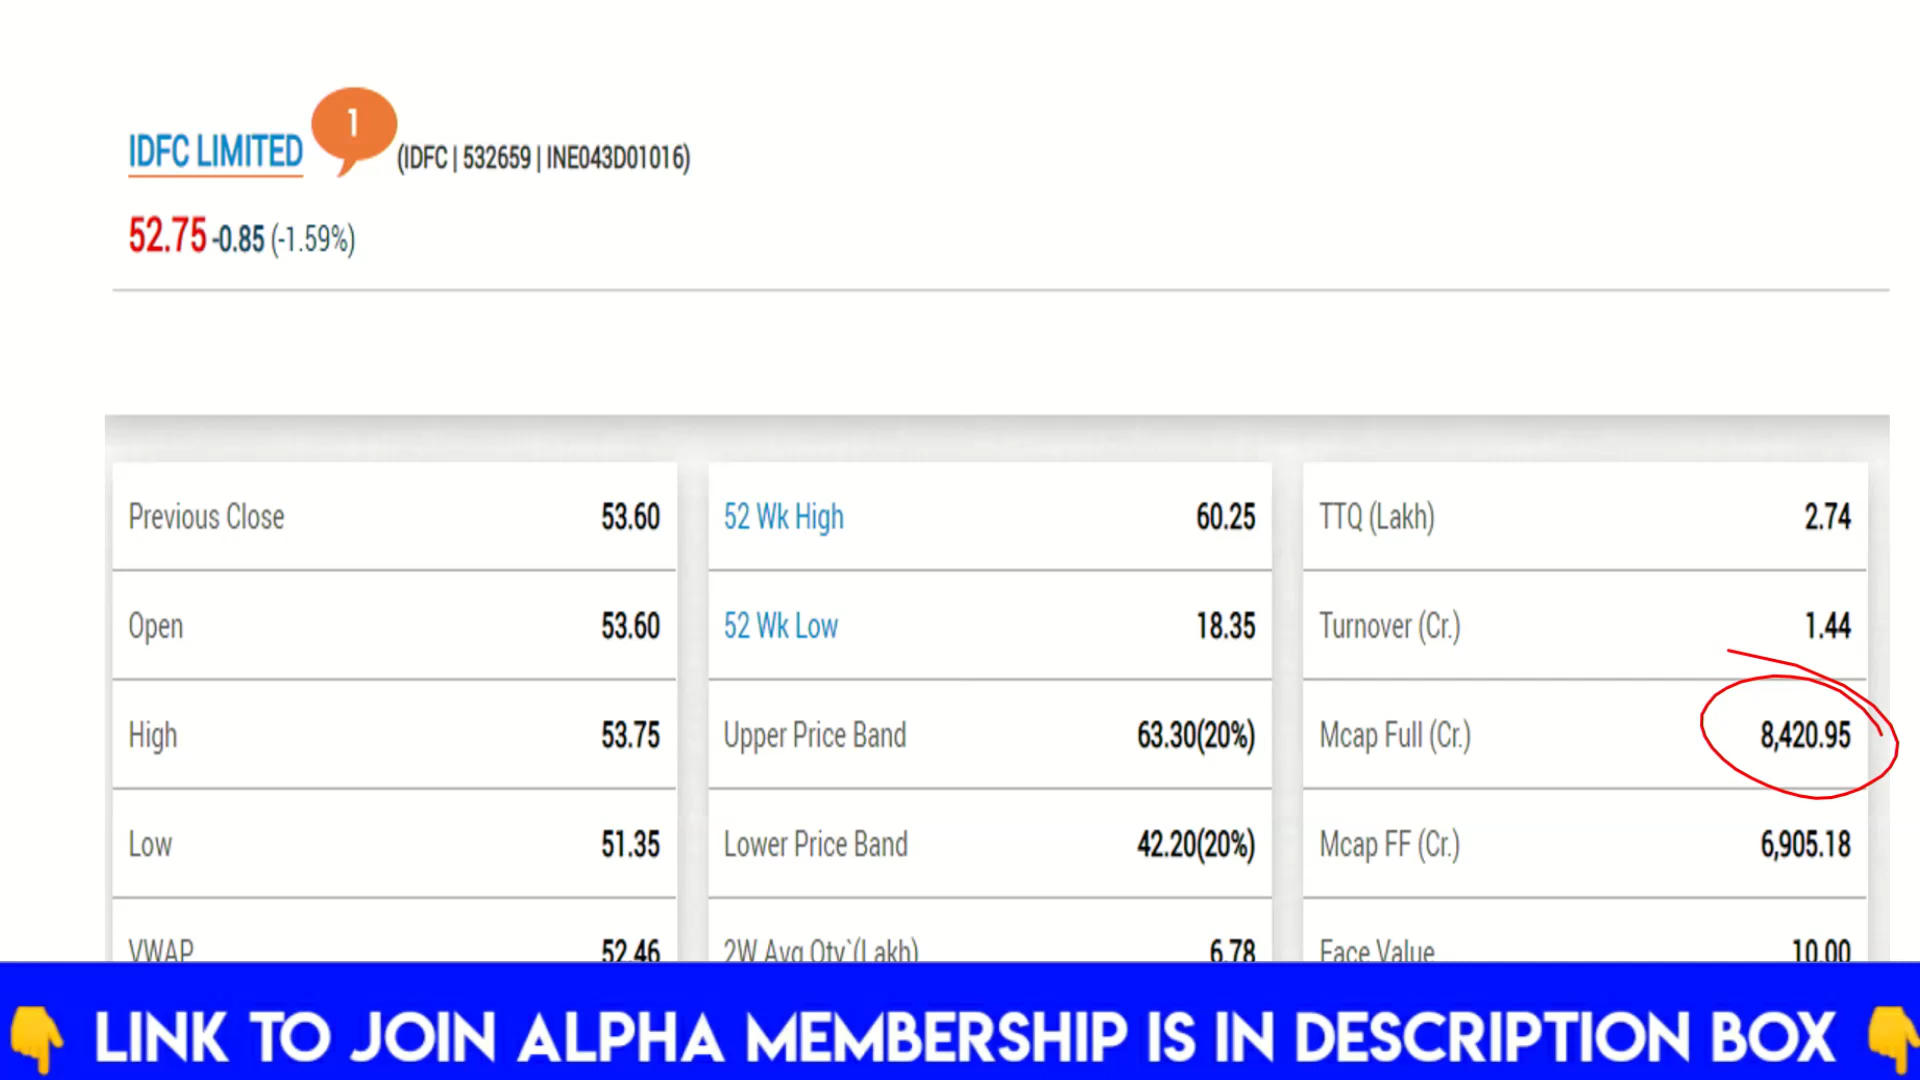 IDFC LIMITED
1
(IDFC | 532659 | INE043D01016)
52.75 -0.85 (-1.59%)
Previous Close 53.60
52 Wk High 60.25
TTQ (Lakh) 2.74
Open 53.60
52 Wk Low 18.35
Turnover (Cr.) 1.44
High 53.75
Upper Price Band 63.30(20%)
Mcap Full (Cr.) 8,420.95
Low 51.35
Lower Price Band 42.20(20%)
Mcap FF (Cr.) 6,905.18
VWAP 52.46
2W Avg Qty`(Lakh) 6.78
Face Value 10.00
LINK TO JOIN ALPHA MEMBERSHIP IS IN DESCRIPTION BOX